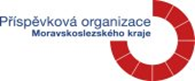 Příspěvková organizace
Moravskoslezského kraje